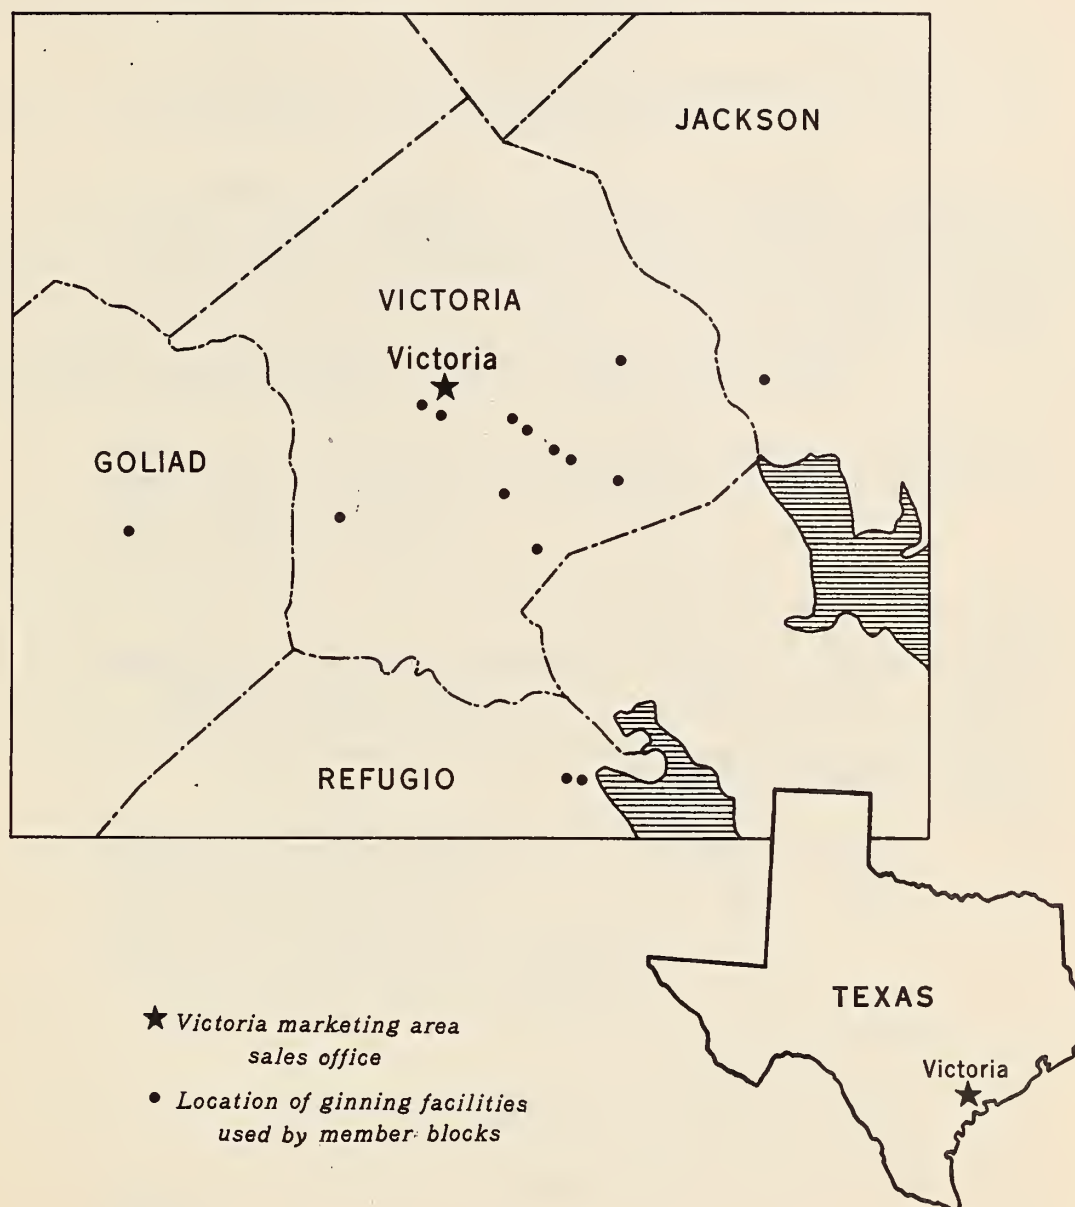 JACKSON
VICTORIA
Victoria
GOLIAD
REFUGIO
TEXAS
Victoria
Victoria marketing area
sales office
Location of ginning facilities
used by member blocks